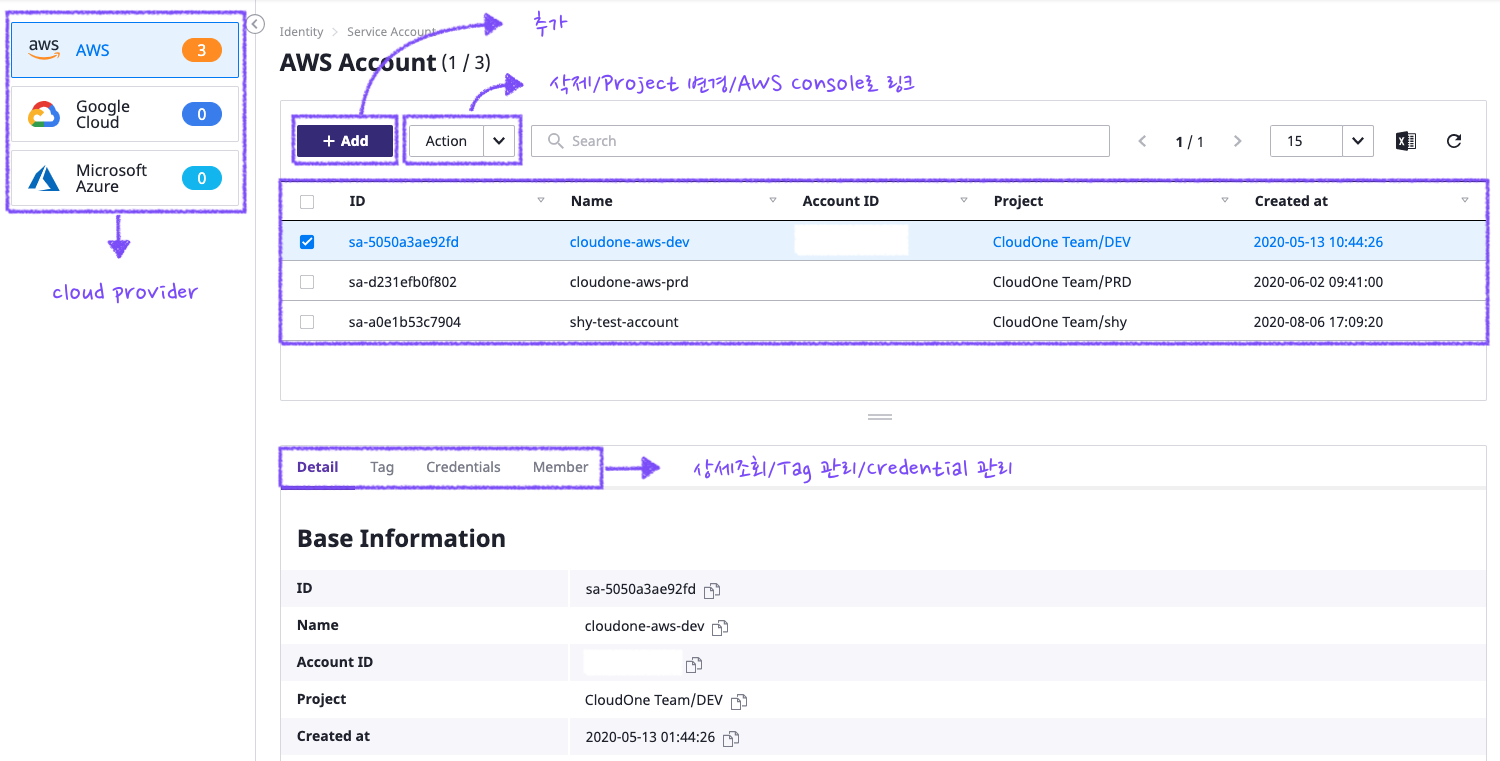 aws AWS 3
Google Cloud 0
Microsoft Azure 0
cloud provider
Identity > Service Account
추가
AWS Account (1 / 3)
삭제/Project 변경/AWS console로 링크
+ Add
Action
Search
1 / 1
15
ID Name Account ID Project Created at
sa-5050a3ae92fd cloudone-aws-dev CloudOne Team/DEV 2020-05-13 10:44:26
sa-d231efb0f802 cloudone-aws-prd CloudOne Team/PRD 2020-06-02 09:41:00
sa-a0e1b53c7904 shy-test-account CloudOne Team/shy 2020-08-06 17:09:20
Detail Tag Credentials Member
상세조회/Tag 관리/credential 관리
Base Information
ID sa-5050a3ae92fd
Name cloudone-aws-dev
Account ID
Project CloudOne Team/DEV
Created at 2020-05-13 01:44:26